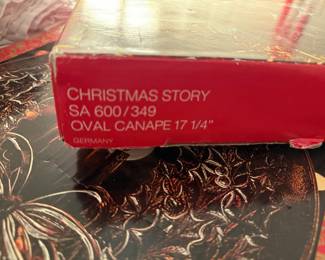 CHRISTMAS STORY
SA 600/349
OVAL CANAPE 17 1/4"
GERMANY